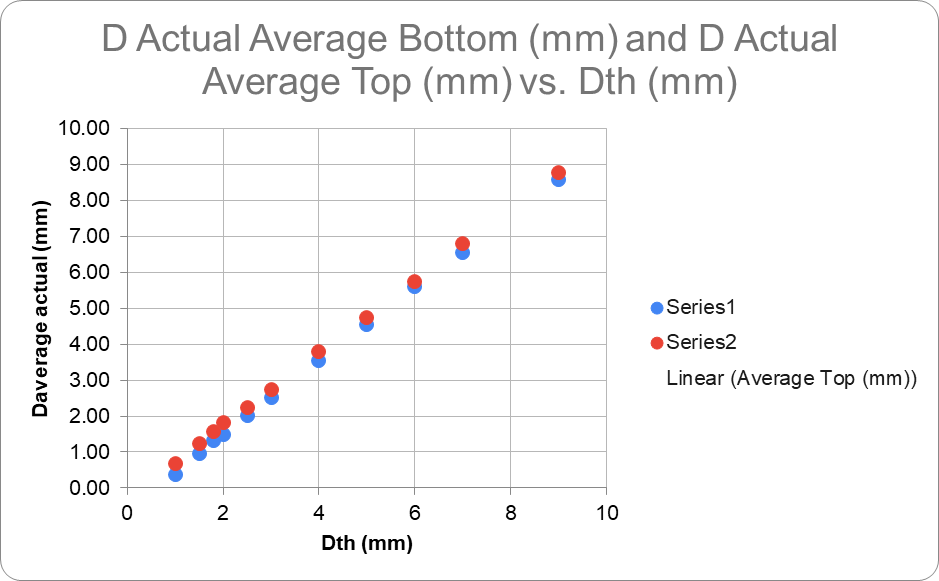 D Actual Average Bottom (mm) and D Actual
Average Top (mm) vs. Dth (mm)
10.00
9.00
8.00
7.00
6.00
5.00
4.00
3.00
2.00
1.00
0.00
Daverage actual (mm)
0 2 4 6 8 10
Dth (mm)
Series1
Series2
Linear (Average Top (mm))